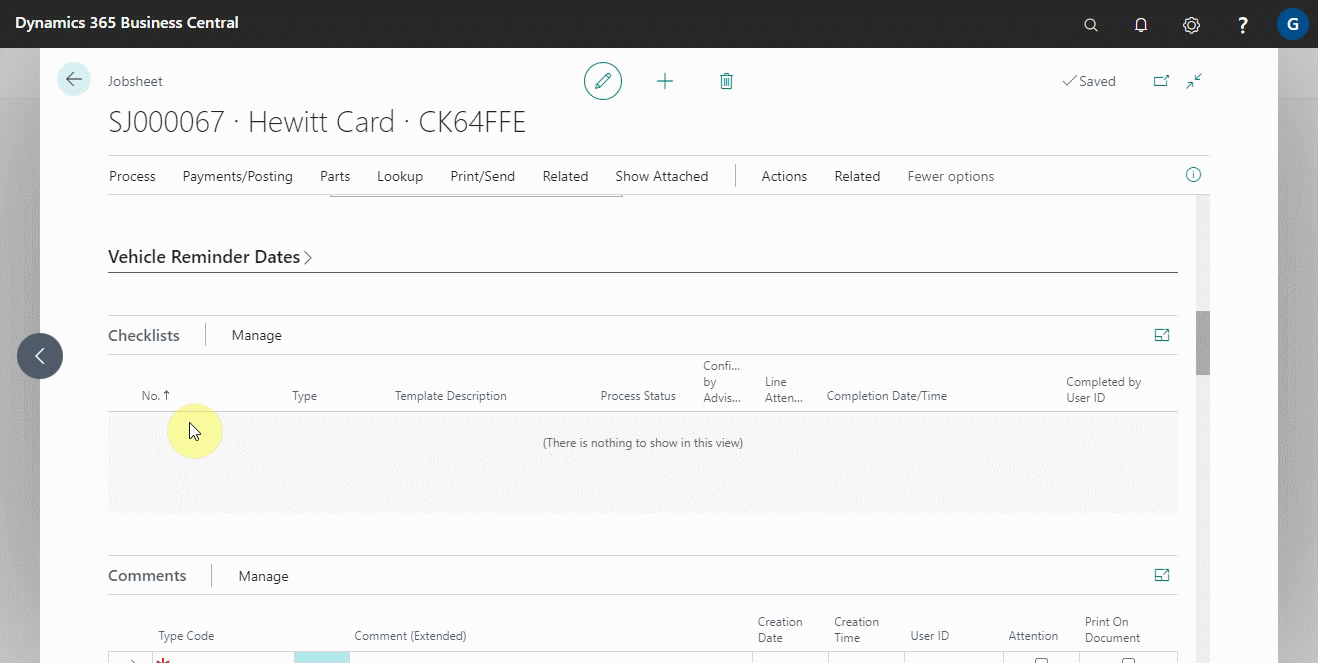 Dynamics 365 Business Central
?
G
Jobsheet
Saved
SJ000067 · Hewitt Card · CK64FFE
Process Payments/Posting Parts Lookup Print/Send Related Show Attached Actions Related Fewer options
Vehicle Reminder Dates
Checklists Manage
No. ↑ Type Template Description Process Status Confi... by Advis... Line Atten... Completion Date/Time Completed by User ID
(There is nothing to show in this view)
Comments Manage
Type Code Comment (Extended) Creation Date Creation Time User ID Attention Print On Document